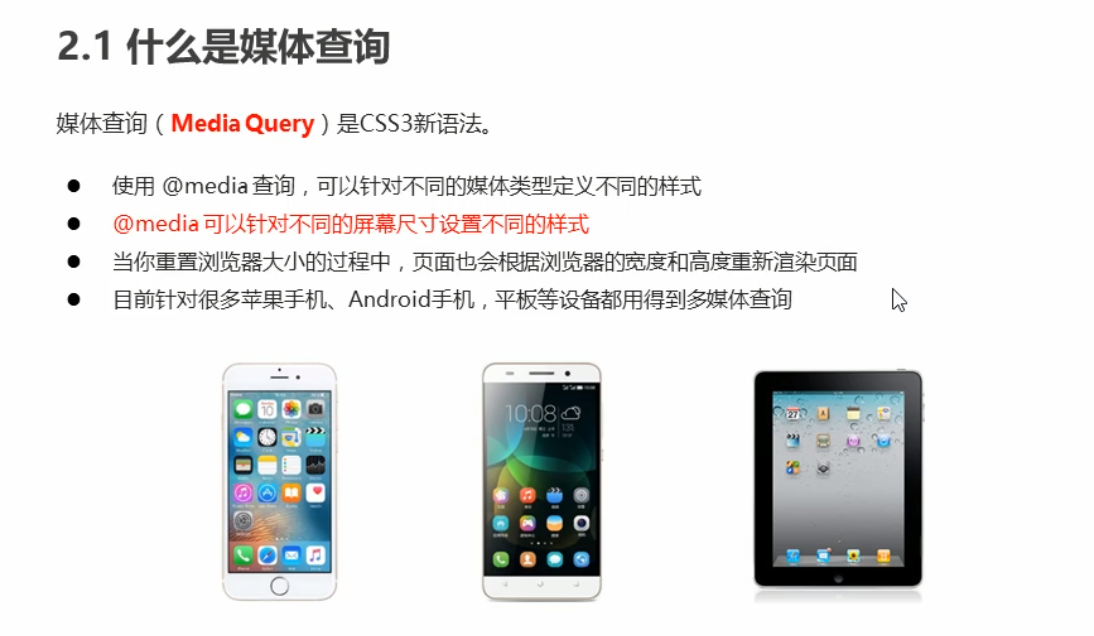 2.1 什么是媒体查询
媒体查询（Media Query）是CSS3新语法。
● 使用 @media 查询，可以针对不同的媒体类型定义不同的样式
● @media 可以针对不同的屏幕尺寸设置不同的样式
● 当你重置浏览器大小的过程中，页面也会根据浏览器的宽度和高度重新渲染页面
● 目前针对很多苹果手机、Android手机，平板等设备都用得到多媒体查询
10
10:08
27